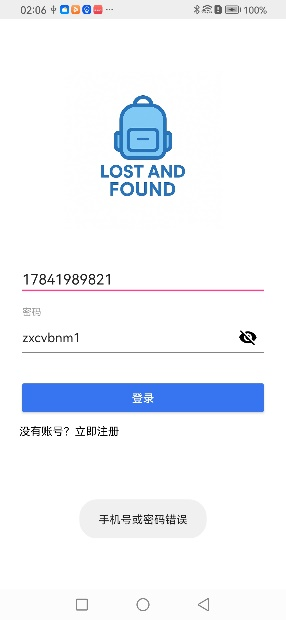 02:06
100%
LOST AND
FOUND
17841989821
密码
zxcvbnm1
登录
没有账号？立即注册
手机号或密码错误